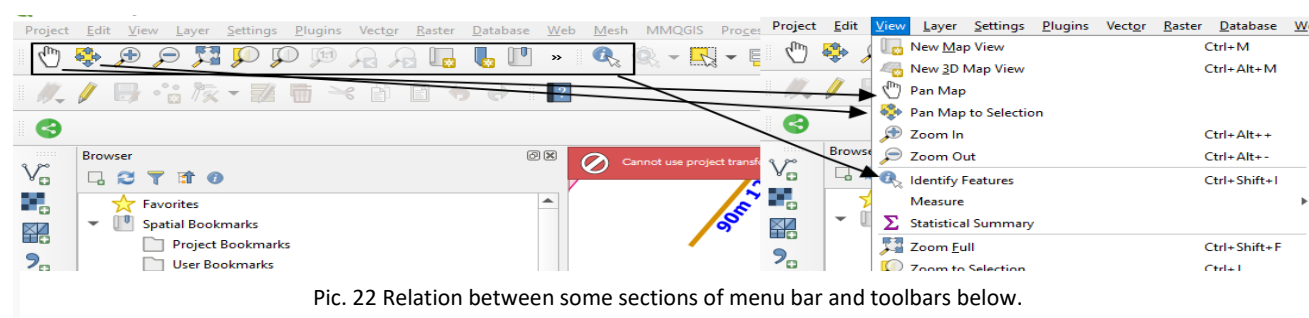 Project Edit View Layer Settings Plugins Vector Raster Database Web Mesh MMQGIS
»
?
Browser
Cannot use project
Favorites
Spatial Bookmarks
Project Bookmarks
User Bookmarks
90m
Project Edit View Layer Settings Plugins Vector Raster Database
New Map View Ctrl+M
New 3D Map View Ctrl+Alt+M
Pan Map
Pan Map to Selection
Zoom In Ctrl+Alt++
Zoom Out Ctrl+Alt+-
Identify Features Ctrl+Shift+I
Measure
Σ Statistical Summary
Zoom Full Ctrl+Shift+F
Zoom to Selection
Pic. 22 Relation between some sections of menu bar and toolbars below.